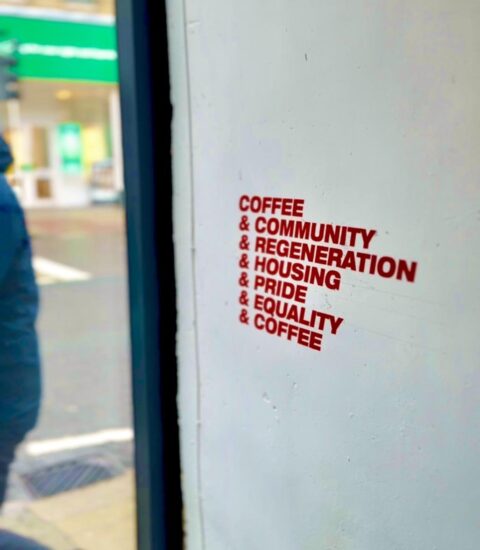 COFFEE
& COMMUNITY
& REGENERATION
& HOUSING
& PRIDE
& EQUALITY
& COFFEE